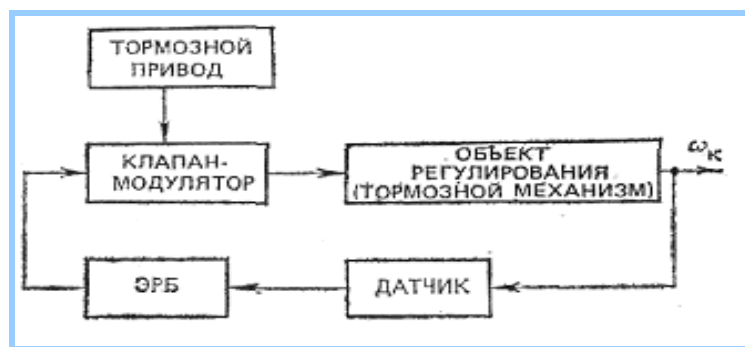 ТОРМОЗНОЙ
ПРИВОД
КЛАПАН-
МОДУЛЯТОР
ОБЪЕКТ
РЕГУЛИРОВАНИЯ
(ТОРМОЗНОЙ МЕХАНИЗМ)
ωк
ЭРБ
ДАТЧИК